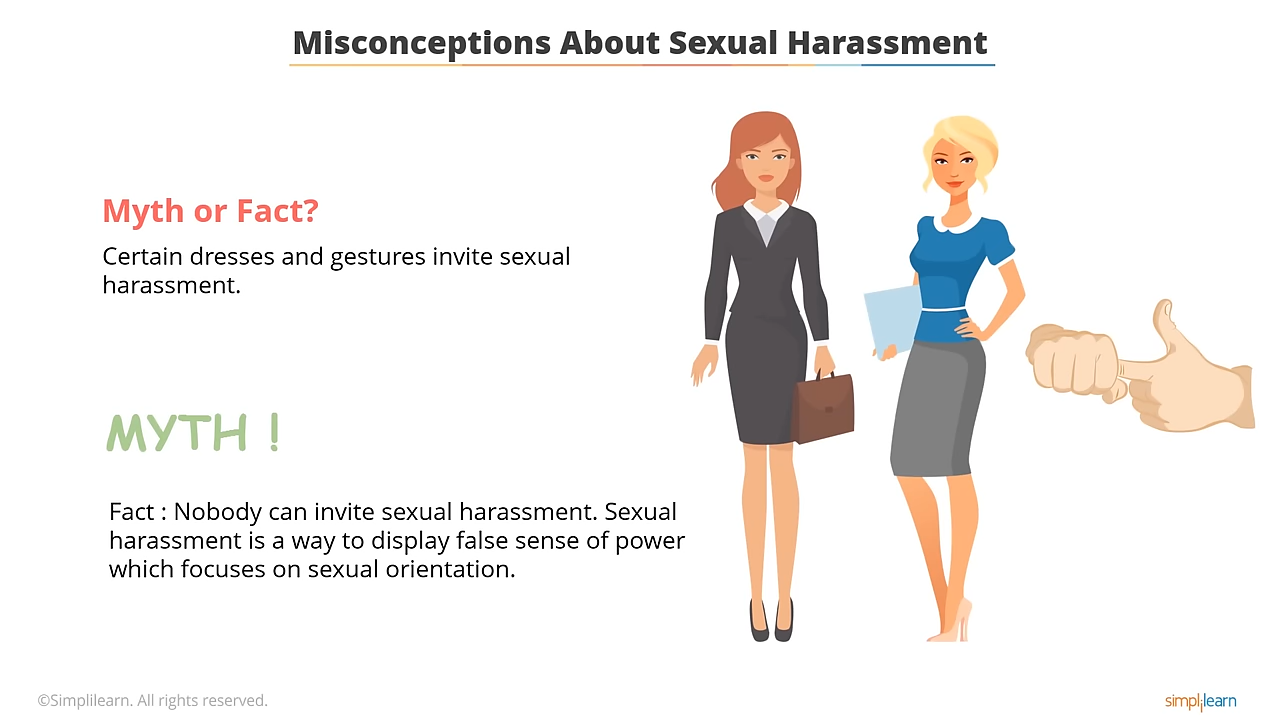 Misconceptions About Sexual Harassment
Myth or Fact?
Certain dresses and gestures invite sexual
harassment.
MYTH !
Fact : Nobody can invite sexual harassment. Sexual
harassment is a way to display false sense of power
which focuses on sexual orientation.
©Simplilearn. All rights reserved.
simplilearn